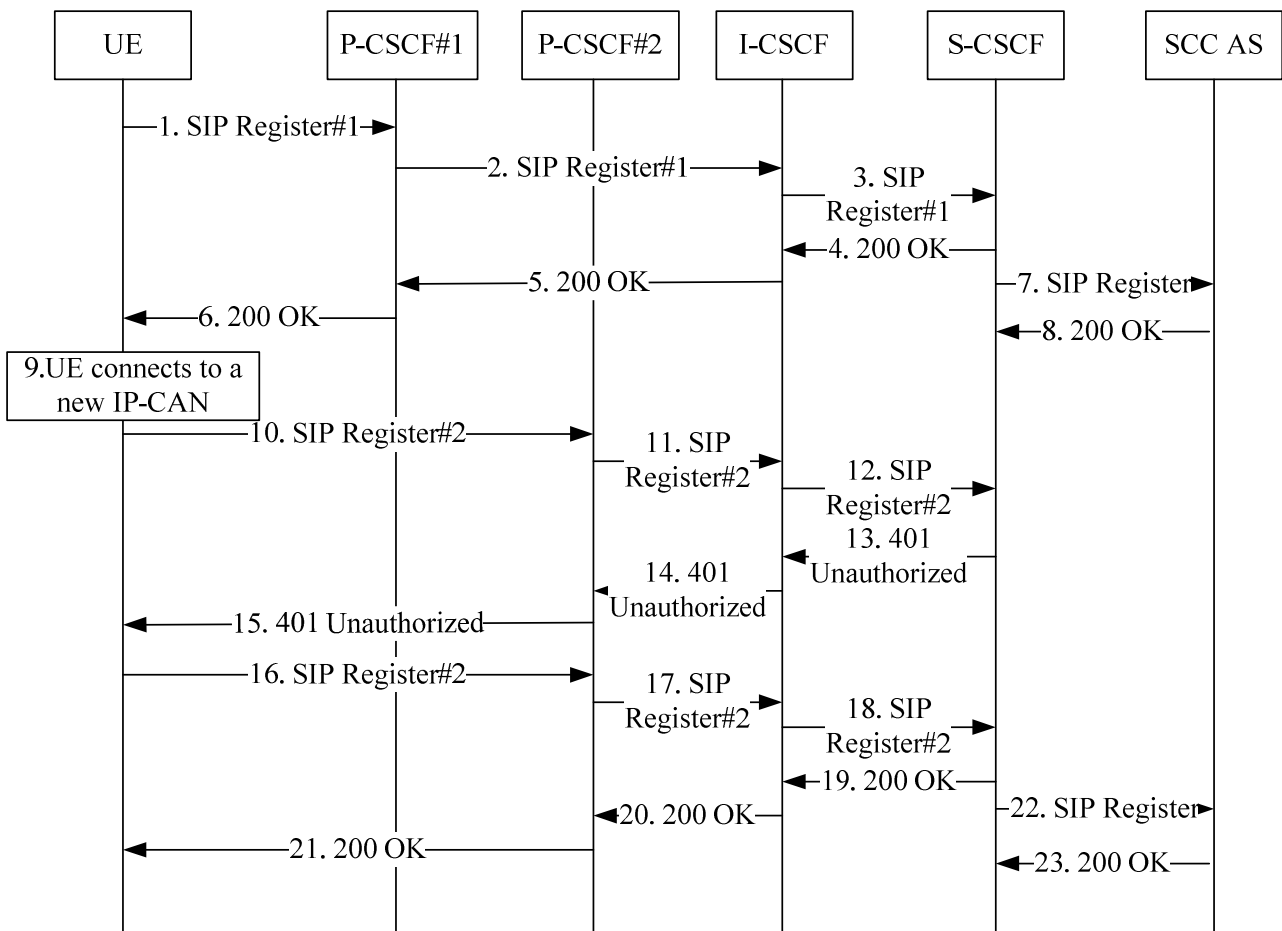 UE
P-CSCF#1
P-CSCF#2
I-CSCF
S-CSCF
SCC AS
1. SIP Register#1
2. SIP Register#1
3. SIP
Register#1
4. 200 OK
5. 200 OK
7. SIP Register
6. 200 OK
8. 200 OK
9.UE connects to a
new IP-CAN
10. SIP Register#2
11. SIP
Register#2
12. SIP
Register#2
13. 401
Unauthorized
14. 401
Unauthorized
15. 401 Unauthorized
16. SIP Register#2
17. SIP
Register#2
18. SIP
Register#2
19. 200 OK
20. 200 OK
22. SIP Register
21. 200 OK
23. 200 OK